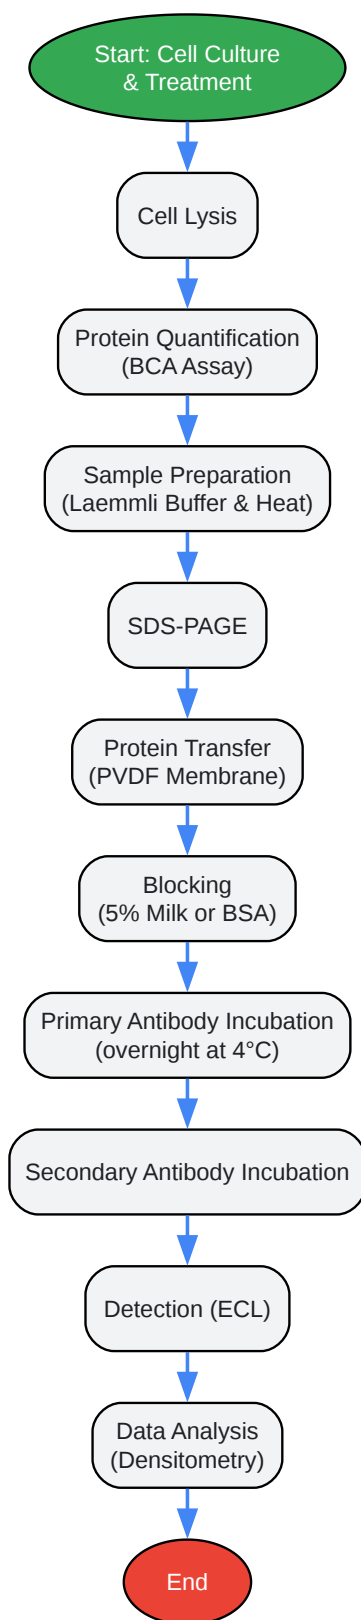 Start: Cell Culture
& Treatment
Cell Lysis
Protein Quantification
(BCA Assay)
Sample Preparation
(Laemmli Buffer & Heat)
SDS-PAGE
Protein Transfer
(PVDF Membrane)
Blocking
(5% Milk or BSA)
Primary Antibody Incubation
(overnight at 4°C)
Secondary Antibody Incubation
Detection (ECL)
Data Analysis
(Densitometry)
End